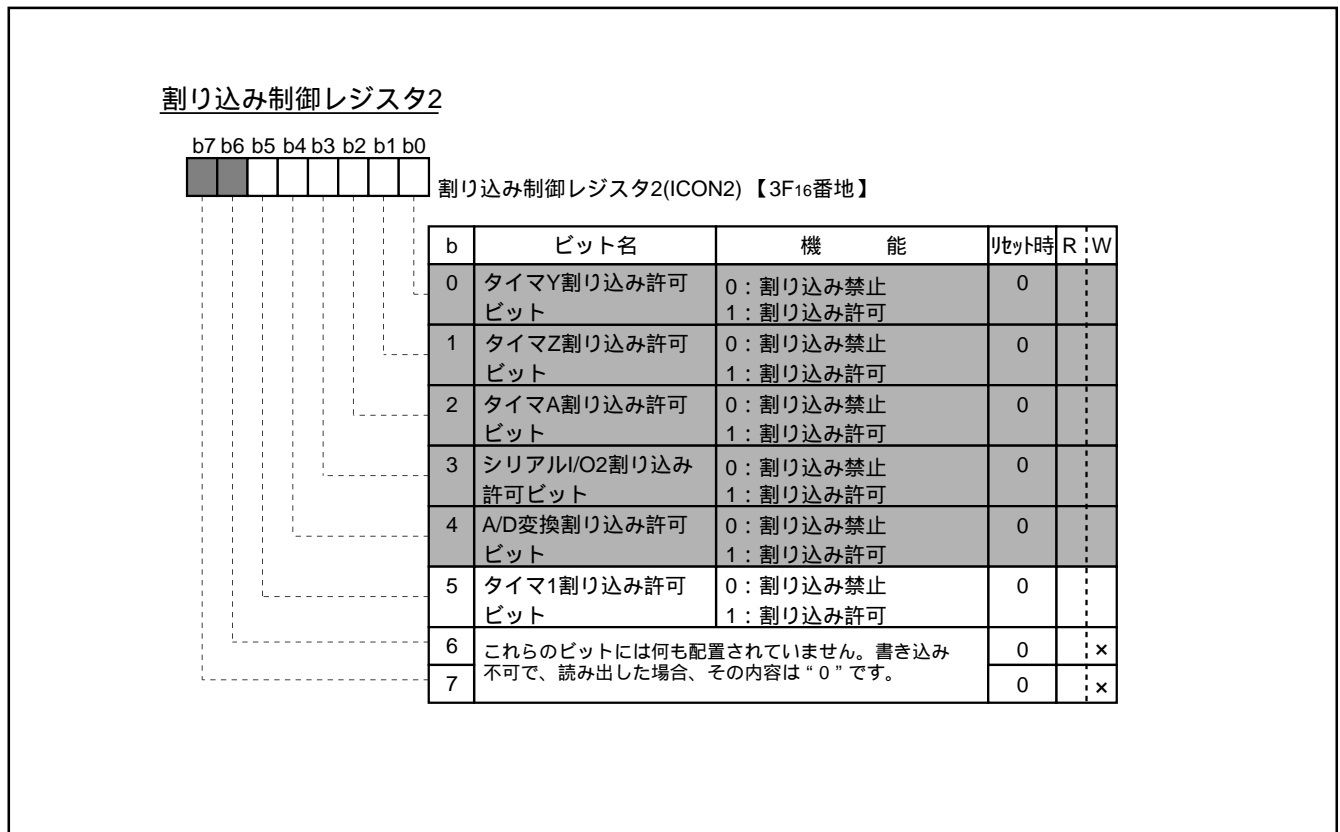 割り込み制御レジスタ2
b7 b6 b5 b4 b3 b2 b1 b0
割り込み制御レジスタ2(ICON2)【3F16番地】
b ビット名 機 能 リセット時 R W
0 タイマY割り込み許可 0：割り込み禁止 0
ビット 1：割り込み許可
1 タイマZ割り込み許可 0：割り込み禁止 0
ビット 1：割り込み許可
2 タイマA割り込み許可 0：割り込み禁止 0
ビット 1：割り込み許可
3 シリアルI/O2割り込み 0：割り込み禁止 0
許可ビット 1：割り込み許可
4 A/D変換割り込み許可 0：割り込み禁止 0
ビット 1：割り込み許可
5 タイマ1割り込み許可 0：割り込み禁止 0
ビット 1：割り込み許可
6 これらのビットには何も配置されていません。書き込み 0 ×
7 不可で、読み出した場合、その内容は“0”です。 0 ×